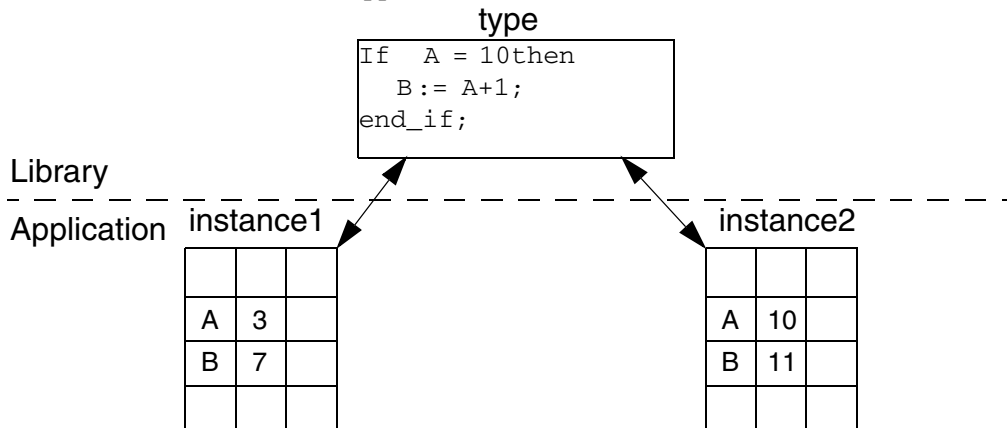 type
If A = 10then
B:= A+1;
end_if;
Library
Application
instance1
instance2
A 3
B 7
A 10
B 11